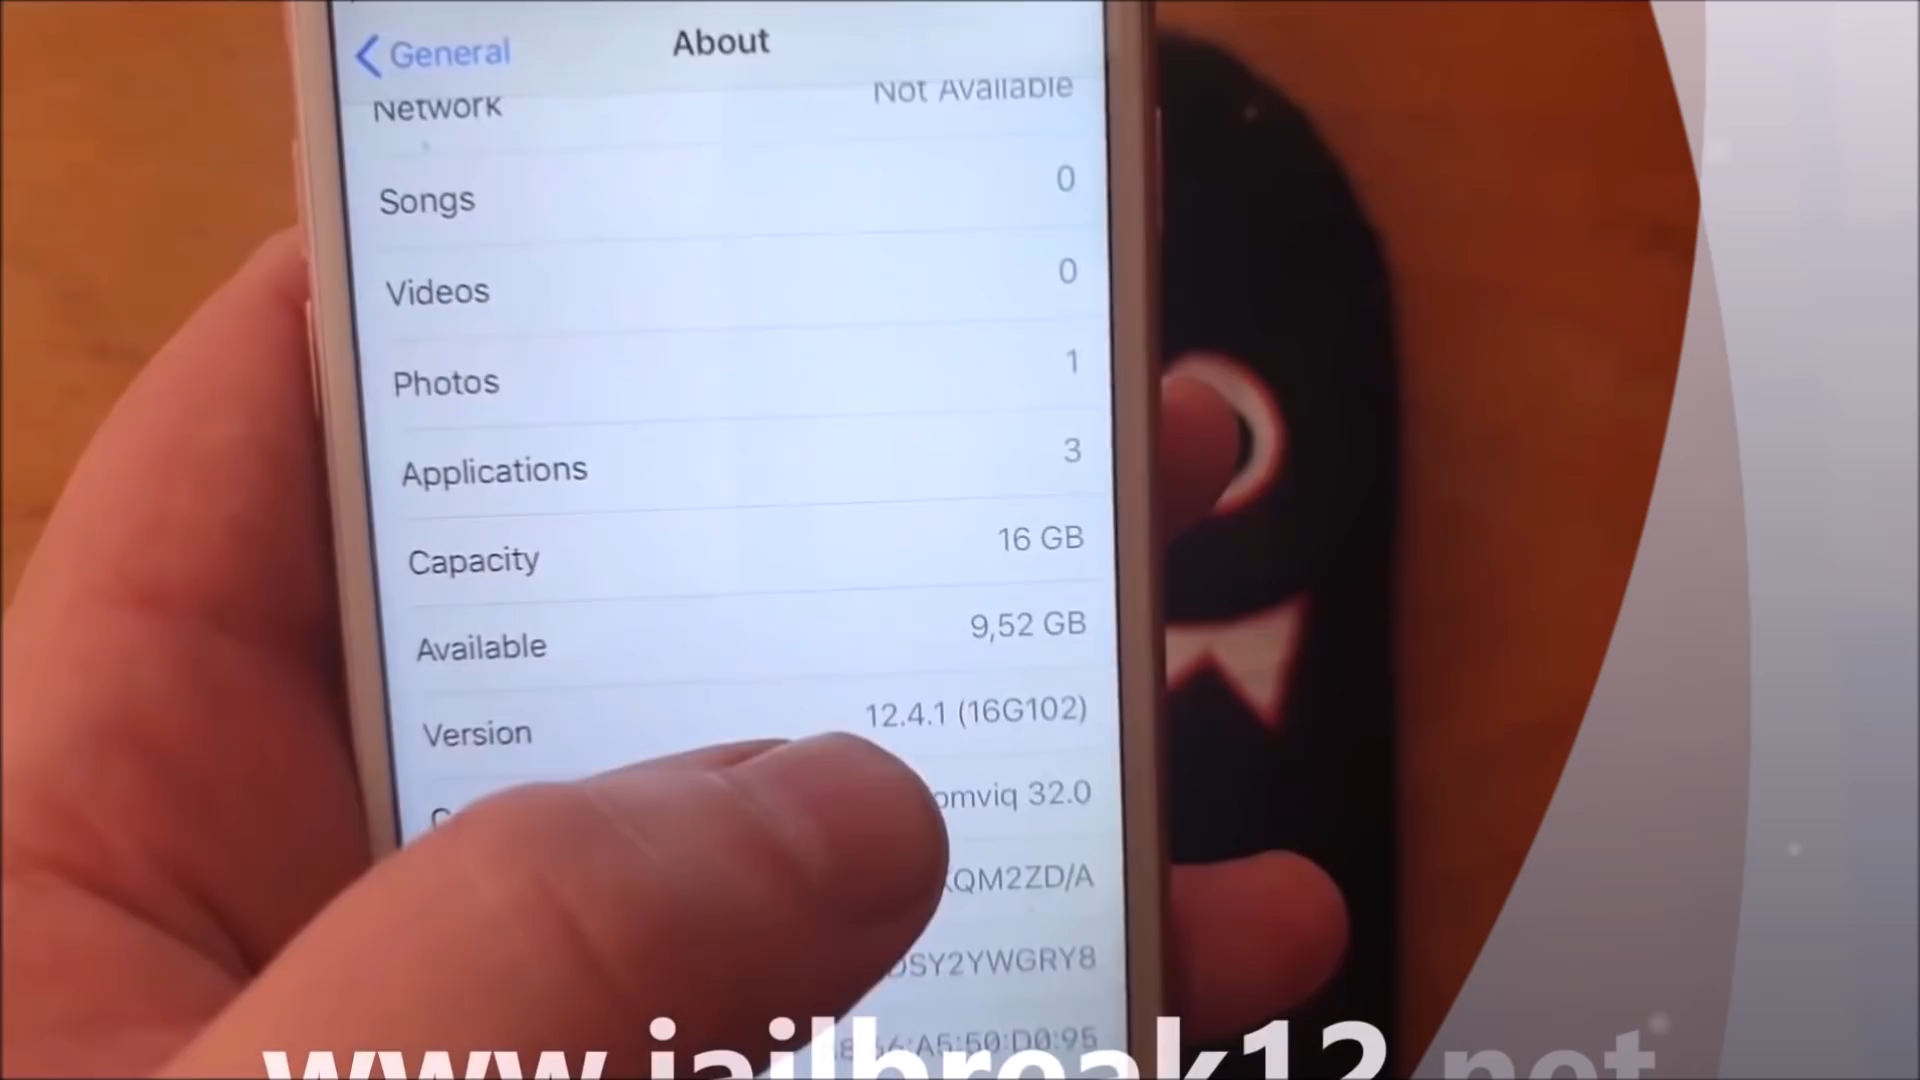 General
About
Network
Not Available
Songs
0
Videos
0
Photos
1
Applications
3
Capacity
16 GB
Available
9,52 GB
Version
12.4.1 (16G102)
omviq 32.0
QM2ZD/A
SY2YWGRY8
A5:50:D0:95
www.jailbreak12.net